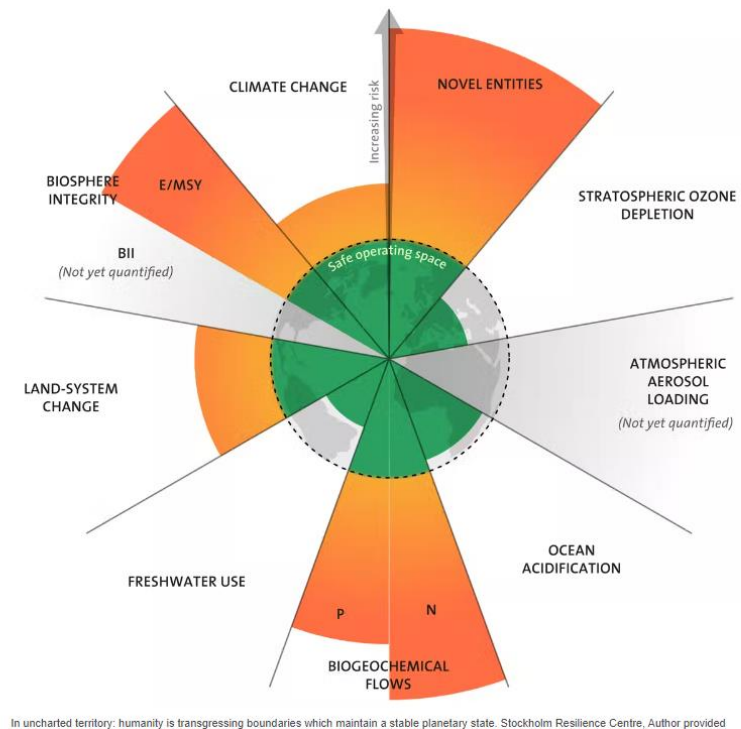 CLIMATE CHANGE
NOVEL ENTITIES
Increasing risk
BIOSPHERE
INTEGRITY
E/MSY
STRATOSPHERIC OZONE
DEPLETION
BII
(Not yet quantified)
Safe operating space
LAND-SYSTEM
CHANGE
ATMOSPHERIC
AEROSOL
LOADING
(Not yet quantified)
FRESHWATER USE
OCEAN
ACIDIFICATION
P
N
BIOGEOCHEMICAL
FLOWS
In uncharted territory: humanity is transgressing boundaries which maintain a stable planetary state. Stockholm Resilience Centre, Author provided